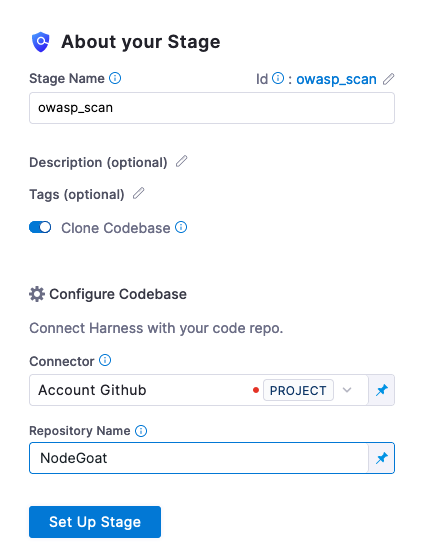 About your Stage
Stage Name Id : owasp_scan
owasp_scan
Description (optional)
Tags (optional)
Clone Codebase
Configure Codebase
Connect Harness with your code repo.
Connector
Account Github PROJECT
Repository Name
NodeGoat
Set Up Stage